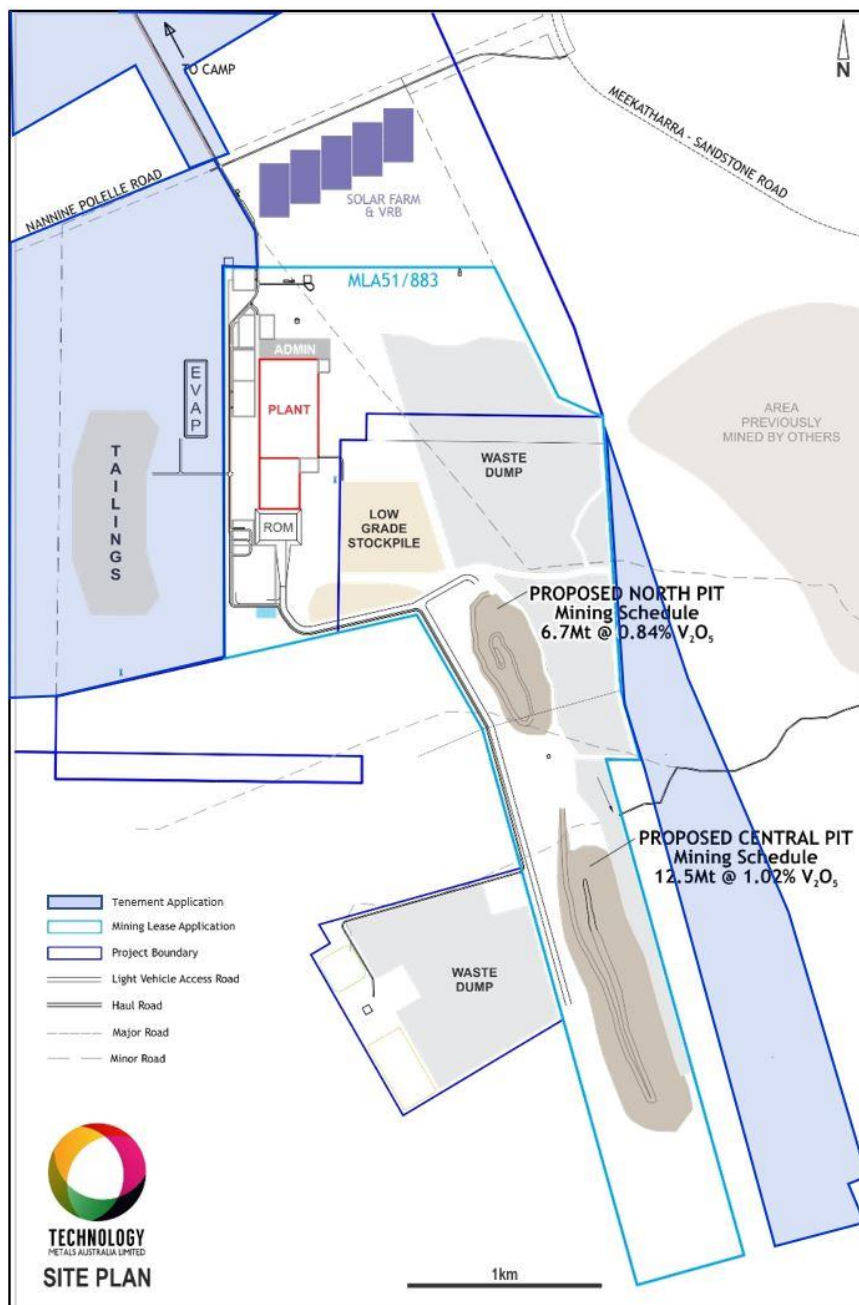 TO CAMP
N
MEEKATHARRA - SANDSTONE ROAD
NANNINE POLELLE ROAD
SOLAR FARM
& VRB
MLA51/883
ADMIN
EVAP
PLANT
AREA
PREVIOUSLY
MINED BY OTHERS
TAILINGS
WASTE
DUMP
ROM
LOW
GRADE
STOCKPILE
PROPOSED NORTH PIT
Mining Schedule
6.7Mt @ 0.84% V₂O₅
PROPOSED CENTRAL PIT
Mining Schedule
12.5Mt @ 1.02% V₂O₅
WASTE
DUMP
Tenement Application
Mining Lease Application
Project Boundary
Light Vehicle Access Road
Haul Road
Major Road
Minor Road
TECHNOLOGY
METALS AUSTRALIA LIMITED
SITE PLAN
1km